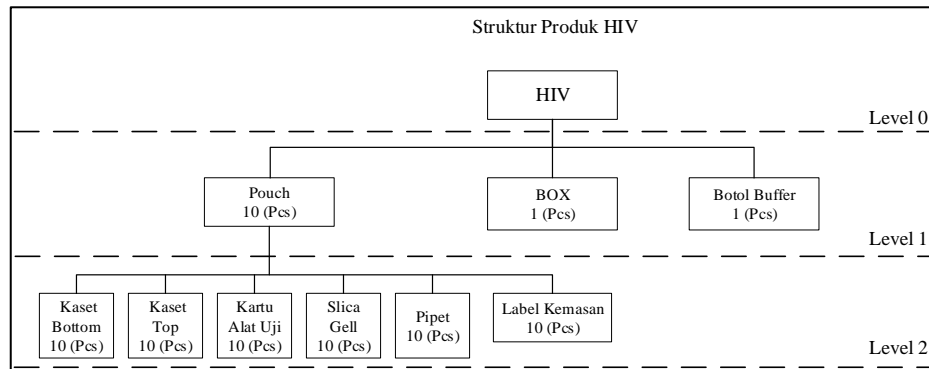 Struktur Produk HIV
HIV
Level 0
Pouch
10 (Pcs)
BOX
1 (Pcs)
Botol Buffer
1 (Pcs)
Level 1
Kaset
Bottom
10 (Pcs)
Kaset
Top
10 (Pcs)
Kartu
Alat Uji
10 (Pcs)
Slica
Gell
10 (Pcs)
Pipet
10 (Pcs)
Label Kemasan
10 (Pcs)
Level 2